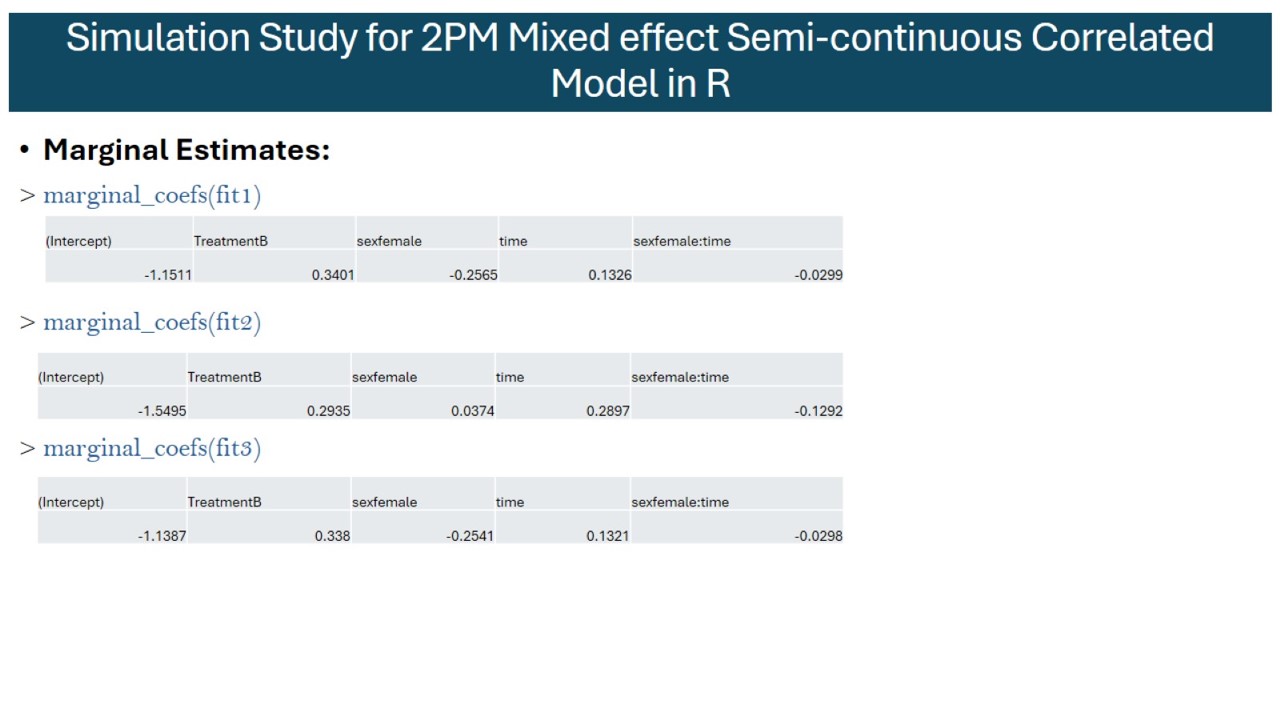 Simulation Study for 2PM Mixed effect Semi-continuous Correlated
Model in R
• Marginal Estimates:
> marginal_coefs(fit1)
(Intercept) TreatmentB sexfemale time sexfemale:time
-1.1511 0.3401 -0.2565 0.1326 -0.0299
> marginal_coefs(fit2)
(Intercept) TreatmentB sexfemale time sexfemale:time
-1.5495 0.2935 0.0374 0.2897 -0.1292
> marginal_coefs(fit3)
(Intercept) TreatmentB sexfemale time sexfemale:time
-1.1387 0.338 -0.2541 0.1321 -0.0298